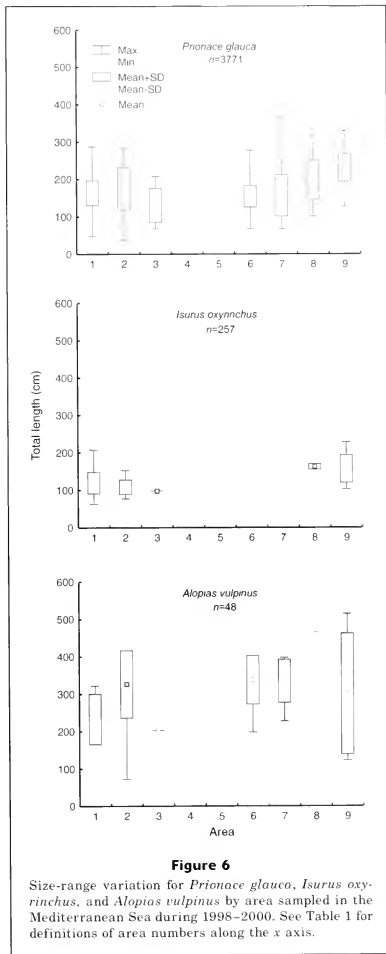 Prionace glauca
n=3771
Max
Min
Mean+SD
Mean-SD
Mean
600
500
400
300
200
100
0
1 2 3 4 5 6 7 8 9
Isurus oxyrinchus
n=257
600
500
400
300
200
100
0
1 2 3 4 5 6 7 8 9
Total length (cm)
Alopias vulpinus
n=48
600
500
400
300
200
100
0
1 2 3 4 5 6 7 8 9
Area
Figure 6
Size-range variation for Prionace glauca, Isurus oxy-
rinchus, and Alopias vulpinus by area sampled in the
Mediterranean Sea during 1998–2000. See Table 1 for
definitions of area numbers along the x axis.